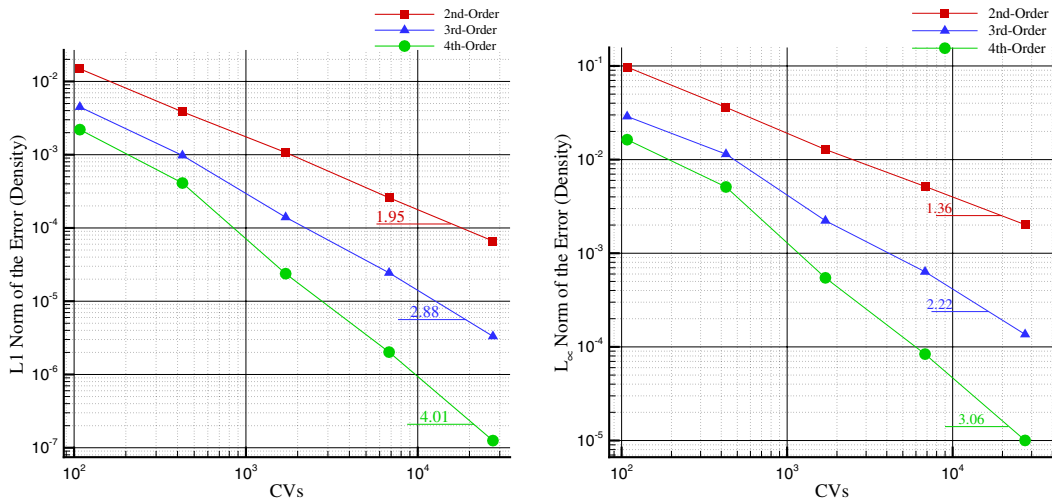 2nd-Order
3rd-Order
4th-Order
L1 Norm of the Error (Density)
10⁻²
10⁻³
10⁻⁴
10⁻⁵
10⁻⁶
10⁻⁷
1.95
2.88
4.01
10²
10³
10⁴
CVs
2nd-Order
3rd-Order
4th-Order
L∞ Norm of the Error (Density)
10⁻¹
10⁻²
10⁻³
10⁻⁴
10⁻⁵
1.36
2.22
3.06
10²
10³
10⁴
CVs